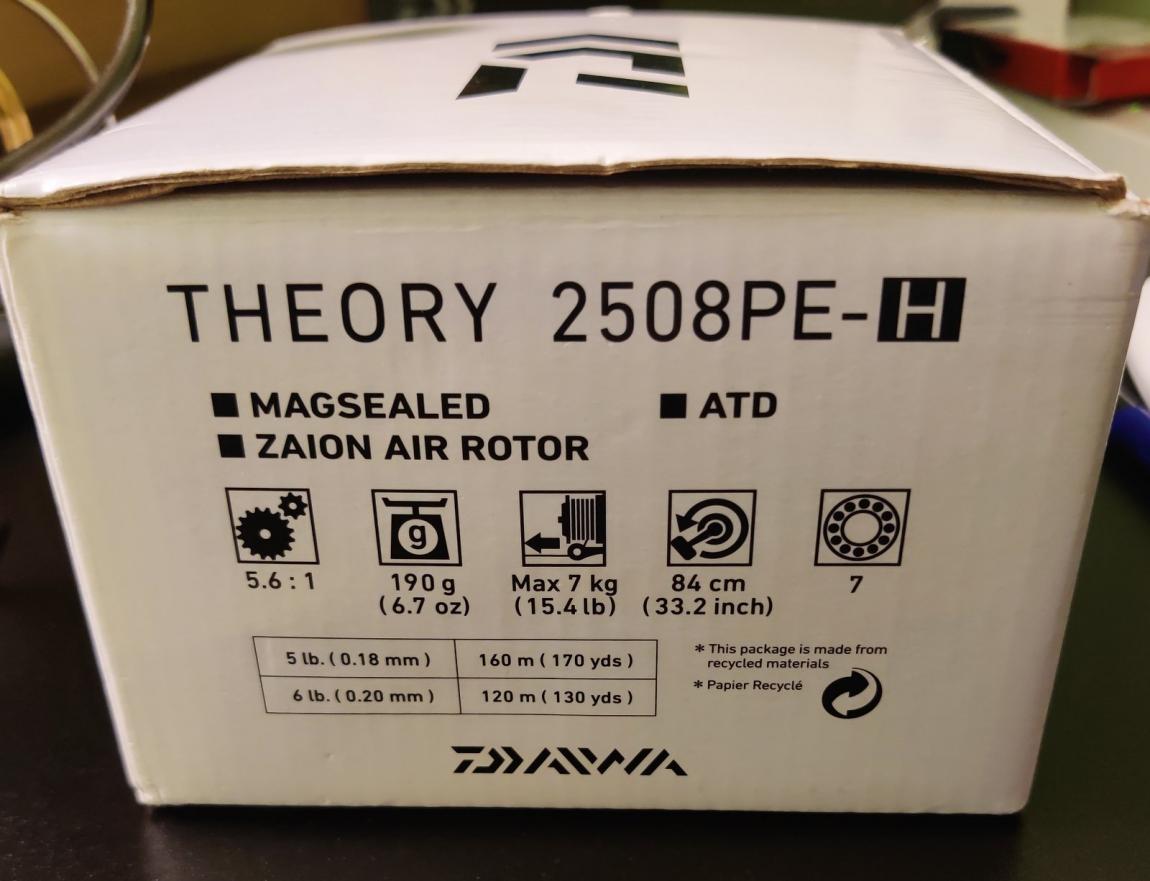 THEORY 2508PE-H
■ MAGSEALED ■ ATD
■ ZAION AIR ROTOR
g
5.6 : 1 190 g Max 7 kg 84 cm 7
(6.7 oz) (15.4 lb) (33.2 inch)
5 lb. (0.18 mm) 160 m (170 yds)
6 lb. (0.20 mm) 120 m (130 yds)
* This package is made from
recycled materials
* Papier Recyclé
DAIWA